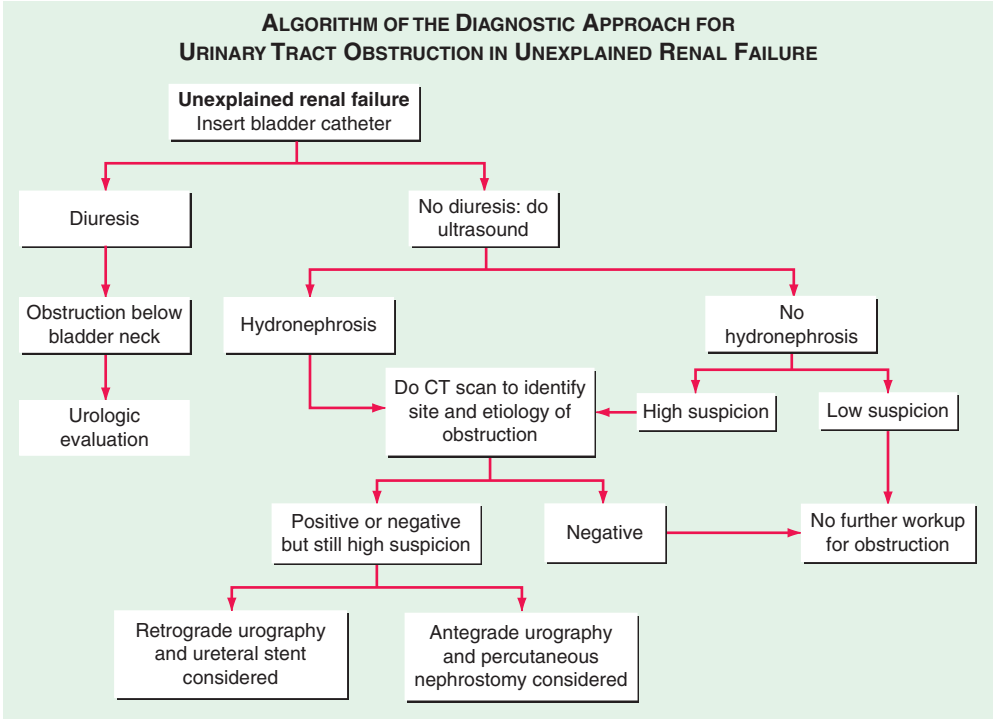 ALGORITHM OF THE DIAGNOSTIC APPROACH FOR
URINARY TRACT OBSTRUCTION IN UNEXPLAINED RENAL FAILURE
Unexplained renal failure
Insert bladder catheter
Diuresis
No diuresis: do
ultrasound
Obstruction below
bladder neck
Hydronephrosis
No
hydronephrosis
Urologic
evaluation
Do CT scan to identify
site and etiology of
obstruction
High suspicion
Low suspicion
Positive or negative
but still high suspicion
Negative
No further workup
for obstruction
Retrograde urography
and ureteral stent
considered
Antegrade urography
and percutaneous
nephrostomy considered